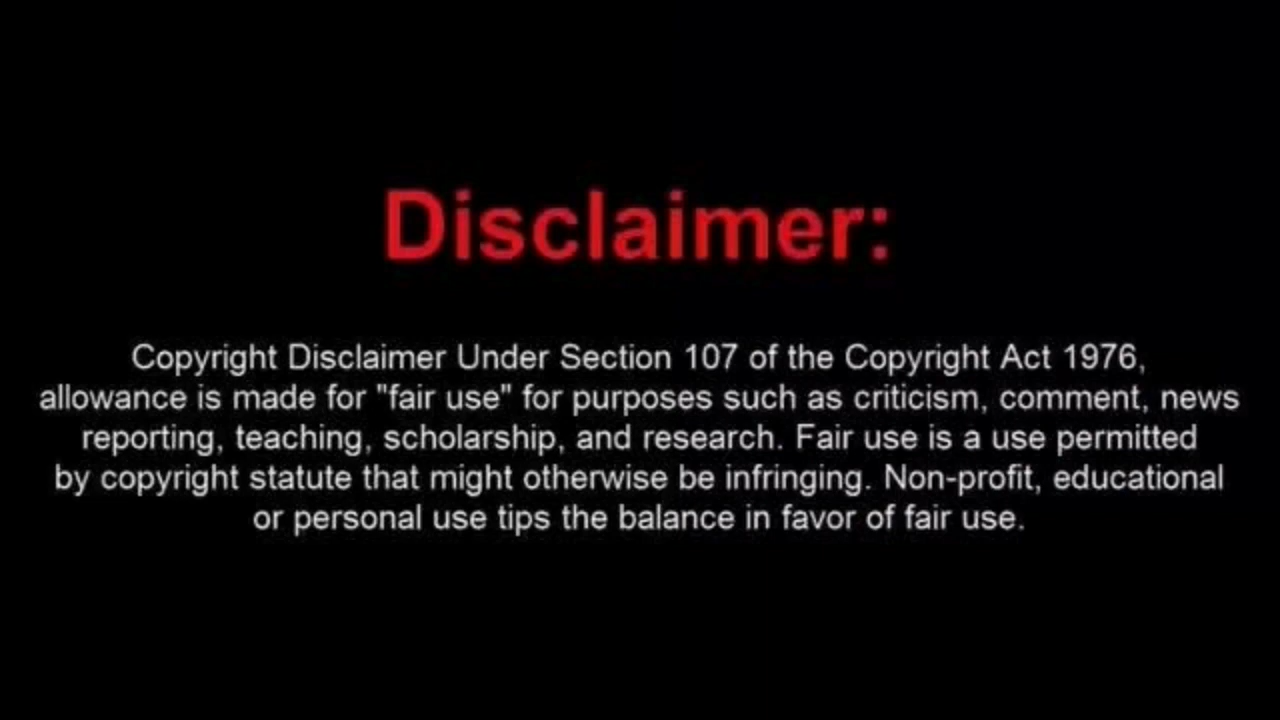 Disclaimer:
Copyright Disclaimer Under Section 107 of the Copyright Act 1976,
allowance is made for "fair use" for purposes such as criticism, comment, news
reporting, teaching, scholarship, and research. Fair use is a use permitted
by copyright statute that might otherwise be infringing. Non-profit, educational
or personal use tips the balance in favor of fair use.